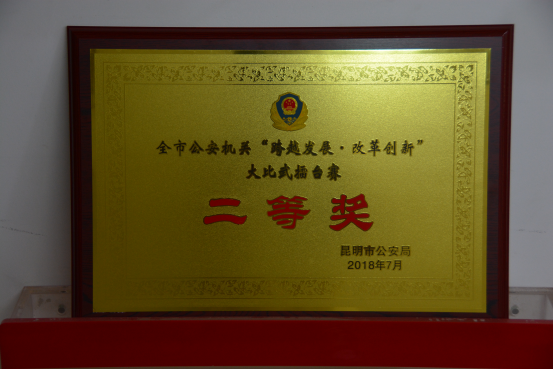 全市公安机关“跨越发展·改革创新”
大比武擂台赛
二等奖
昆明市公安局
2018年7月